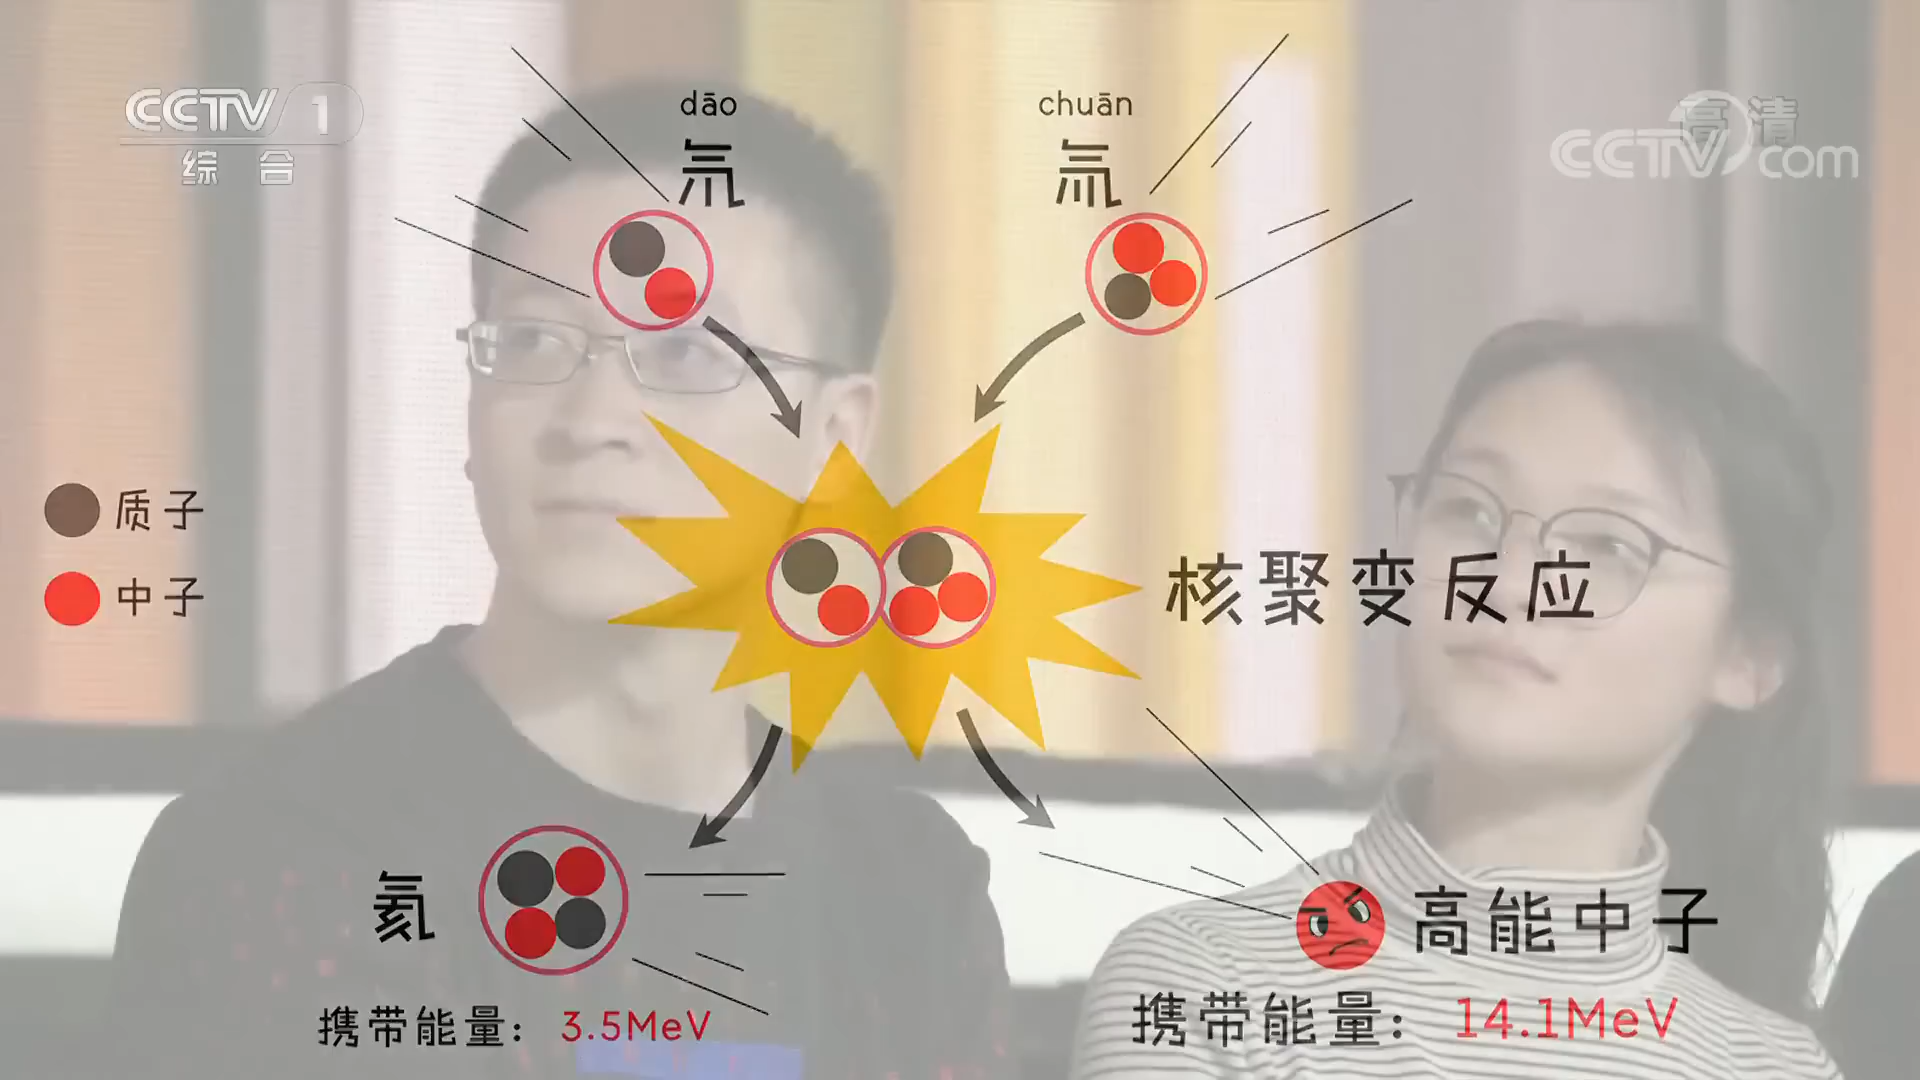 CCTV 1
综合
高清
CCTV.com
dāo
氘
chuān
氚
质子
中子
核聚变反应
氦
高能中子
携带能量： 3.5MeV
携带能量： 14.1MeV